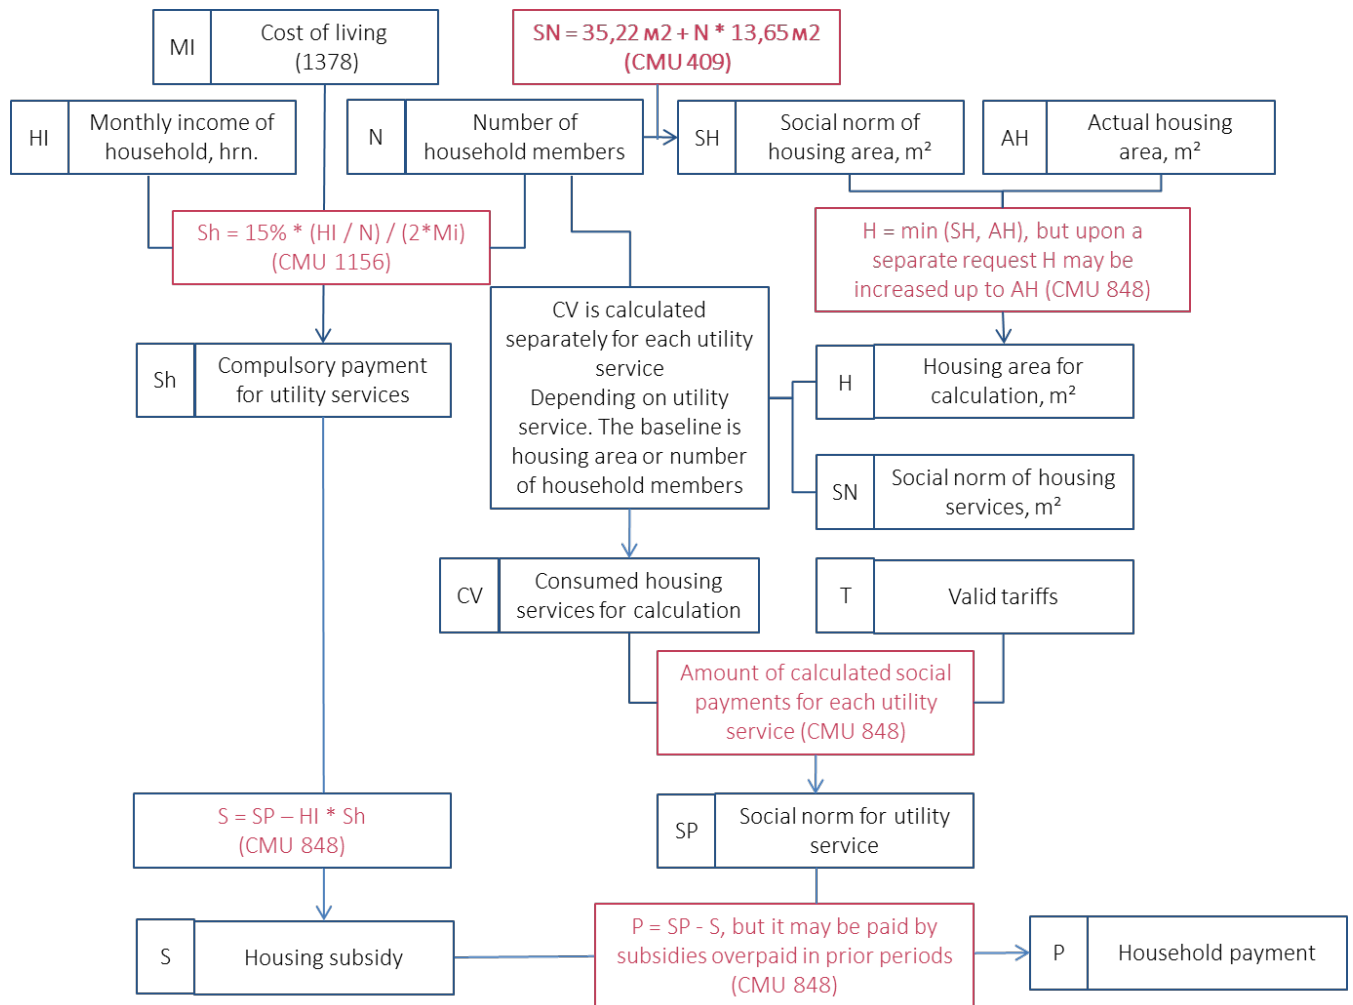 MI
Cost of living
(1378)
SN = 35,22 м2 + N * 13,65 м2
(CMU 409)
HI
Monthly income of
household, hrn.
N
Number of
household members
SH
Social norm of
housing area, m²
AH
Actual housing
area, m²
Sh = 15% * (HI / N) / (2*Mi)
(CMU 1156)
H = min (SH, AH), but upon a
separate request H may be
increased up to AH (CMU 848)
CV is calculated
separately for each utility
service
Depending on utility
service. The baseline is
housing area or number
of household members
Sh
Compulsory payment
for utility services
H
Housing area for
calculation, m²
SN
Social norm of housing
services, m²
CV
Consumed housing
services for calculation
T
Valid tariffs
Amount of calculated social
payments for each utility
service (CMU 848)
S = SP – HI * Sh
(CMU 848)
SP
Social norm for utility
service
S
Housing subsidy
P = SP - S, but it may be paid by
subsidies overpaid in prior periods
(CMU 848)
P
Household payment